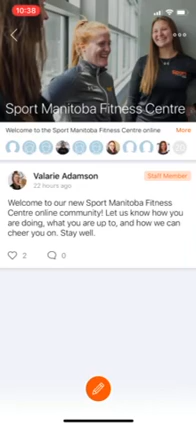 10:38
Sport Manitoba Fitness Centre
Welcome to the Sport Manitoba Fitness Centre online
More
Valarie Adamson
Staff Member
22 hours ago
Welcome to our new Sport Manitoba Fitness
Centre online community! Let us know how you
are doing, what you are up to, and how we can
cheer you on. Stay well.
2
0